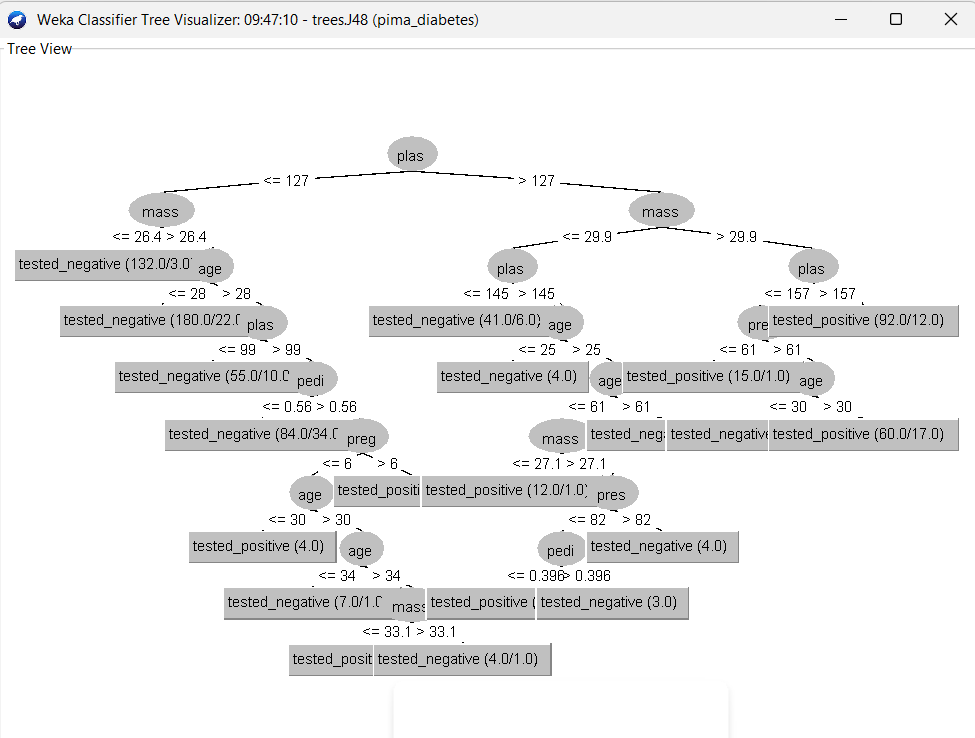 Weka Classifier Tree Visualizer: 09:47:10 - trees.J48 (pima_diabetes)
Tree View
plas
<= 127 > 127
mass mass
<= 26.4 > 26.4 <= 29.9 > 29.9
tested_negative (132.0/3.0) age plas plas
<= 28 > 28 <= 145 > 145 <= 157 > 157
tested_negative (180.0/22.0 plas tested_negative (41.0/6.0) age pre tested_positive (92.0/12.0)
<= 99 > 99 <= 25 > 25 <= 61 > 61
tested_negative (55.0/10.0 pedi tested_negative (4.0) age tested_positive (15.0/1.0) age
<= 0.56 > 0.56 <= 61 > 61 <= 30 > 30
tested_negative (84.0/34.0 preg mass tested_neg tested_negative tested_positive (60.0/17.0)
<= 6 > 6 <= 27.1 > 27.1
age tested_positi tested_positive (12.0/1.0) pres
<= 30 > 30 <= 82 > 82
tested_positive (4.0) age pedi tested_negative (4.0)
<= 34 > 34 <= 0.396 > 0.396
tested_negative (7.0/1.0 mass tested_positive ( tested_negative (3.0)
<= 33.1 > 33.1
tested_posit tested_negative (4.0/1.0)